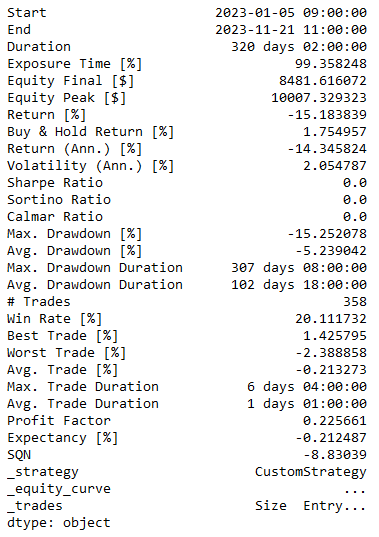 Start 2023-01-05 09:00:00
End 2023-11-21 11:00:00
Duration 320 days 02:00:00
Exposure Time [%] 99.358248
Equity Final [$] 8481.616072
Equity Peak [$] 10007.329323
Return [%] -15.183839
Buy & Hold Return [%] 1.754957
Return (Ann.) [%] -14.345824
Volatility (Ann.) [%] 2.054787
Sharpe Ratio 0.0
Sortino Ratio 0.0
Calmar Ratio 0.0
Max. Drawdown [%] -15.252078
Avg. Drawdown [%] -5.239042
Max. Drawdown Duration 307 days 08:00:00
Avg. Drawdown Duration 102 days 18:00:00
# Trades 358
Win Rate [%] 20.111732
Best Trade [%] 1.425795
Worst Trade [%] -2.388858
Avg. Trade [%] -0.213273
Max. Trade Duration 6 days 04:00:00
Avg. Trade Duration 1 days 01:00:00
Profit Factor 0.225661
Expectancy [%] -0.212487
SQN -8.83039
_strategy CustomStrategy
_equity_curve ...
_trades Size Entry...
dtype: object